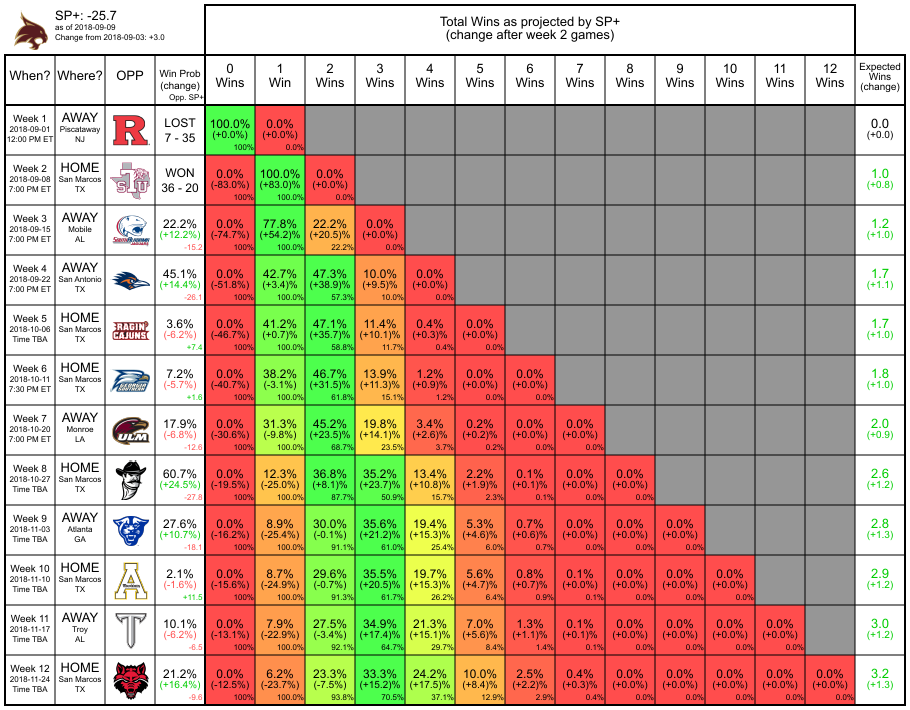 SP+: -25.7
as of 2018-09-09
Change from 2018-09-03: +3.0
Total Wins as projected by SP+
(change after week 2 games)
When? Where? OPP Win Prob (change) Opp. SP+ 0 Wins 1 Win 2 Wins 3 Wins 4 Wins 5 Wins 6 Wins 7 Wins 8 Wins 9 Wins 10 Wins 11 Wins 12 Wins Expected Wins (change)
Week 1 AWAY R LOST 100.0% 0.0% 0.0
2018-09-01 Piscataway 7 - 35 (+0.0%) (+0.0%) (+0.0)
12:00 PM ET NJ 100% 0.0%
Week 2 HOME WON 0.0% 100.0% 0.0% 1.0
2018-09-08 San Marcos STU 36 - 20 (-83.0%) (+83.0)% (+0.0%) (+0.8)
7:00 PM ET TX 100% 100.0% 0.0%
Week 3 AWAY 22.2% 0.0% 77.8% 22.2% 0.0% 1.2
2018-09-15 Mobile (+12.2%) (-74.7%) (+54.2%) (+20.5%) (+0.0%) (+1.0)
7:00 PM ET AL -15.2 100% 100.0% 22.2% 0.0%
Week 4 AWAY 45.1% 0.0% 42.7% 47.3% 10.0% 0.0% 1.7
2018-09-22 San Antonio (+14.4%) (-51.8%) (+3.4%) (+38.9%) (+9.5%) (+0.0%) (+1.1)
7:00 PM ET TX -26.1 100% 100.0% 57.3% 10.0% 0.0%
Week 5 HOME RAGIN' 3.6% 0.0% 41.2% 47.1% 11.4% 0.4% 0.0% 1.7
2018-10-06 San Marcos CAJUNS (-6.2%) (-46.7%) (+0.7%) (+35.7%) (+10.1%) (+0.3%) (+0.0%) (+1.0)
Time TBA TX +7.4 100% 100.0% 58.8% 11.7% 0.4% 0.0%
Week 6 HOME 7.2% 0.0% 38.2% 46.7% 13.9% 1.2% 0.0% 0.0% 1.8
2018-10-11 San Marcos (-5.7%) (-40.7%) (-3.1%) (+31.5%) (+11.3%) (+0.9%) (+0.0%) (+0.0%) (+1.0)
7:30 PM ET TX +1.6 100% 100.0% 61.8% 15.1% 1.2% 0.0% 0.0%
Week 7 AWAY 17.9% 0.0% 31.3% 45.2% 19.8% 3.4% 0.2% 0.0% 0.0% 2.0
2018-10-20 Monroe ULM (-6.8%) (-30.6%) (-9.8%) (+23.5%) (+14.1%) (+2.6%) (+0.2%) (+0.0%) (+0.0%) (+0.9)
7:00 PM ET LA -12.6 100% 100.0% 68.7% 23.5% 3.7% 0.2% 0.0% 0.0%
Week 8 HOME 60.7% 0.0% 12.3% 36.8% 35.2% 13.4% 2.2% 0.1% 0.0% 0.0% 2.6
2018-10-27 San Marcos (+24.5%) (-19.5%) (-25.0%) (+8.1%) (+23.7%) (+10.8%) (+1.9%) (+0.1%) (+0.0%) (+0.0%) (+1.2)
Time TBA TX -27.8 100% 100.0% 87.7% 50.9% 15.7% 2.3% 0.1% 0.0% 0.0%
Week 9 AWAY 27.6% 0.0% 8.9% 30.0% 35.6% 19.4% 5.3% 0.7% 0.0% 0.0% 0.0% 2.8
2018-11-03 Atlanta (+10.7%) (-16.2%) (-25.4%) (-0.1%) (+21.2%) (+15.3%) (+4.6%) (+0.6%) (+0.0%) (+0.0%) (+0.0%) (+1.3)
Time TBA GA -18.1 100% 100.0% 91.1% 61.0% 25.4% 6.0% 0.7% 0.0% 0.0% 0.0%
Week 10 HOME A 2.1% 0.0% 8.7% 29.6% 35.5% 19.7% 5.6% 0.8% 0.1% 0.0% 0.0% 0.0% 2.9
2018-11-10 San Marcos (-1.6%) (-15.6%) (-24.9%) (-0.7%) (+20.5%) (+15.3%) (+4.7%) (+0.7%) (+0.0%) (+0.0%) (+0.0%) (+0.0%) (+1.2)
Time TBA TX +11.5 100% 100.0% 91.3% 61.7% 26.2% 6.4% 0.9% 0.1% 0.0% 0.0% 0.0%
Week 11 AWAY T 10.1% 0.0% 7.9% 27.5% 34.9% 21.3% 7.0% 1.3% 0.1% 0.0% 0.0% 0.0% 0.0% 3.0
2018-11-17 Troy (-6.2%) (-13.1%) (-22.9%) (-3.4%) (+17.4%) (+15.1%) (+5.6%) (+1.1%) (+0.1%) (+0.0%) (+0.0%) (+0.0%) (+0.0%) (+1.2)
Time TBA AL -6.5 100% 100.0% 92.1% 64.7% 29.7% 8.4% 1.4% 0.1% 0.0% 0.0% 0.0% 0.0%
Week 12 HOME 21.2% 0.0% 6.2% 23.3% 33.3% 24.2% 10.0% 2.5% 0.4% 0.0% 0.0% 0.0% 0.0% 0.0% 3.2
2018-11-24 San Marcos (+16.4%) (-12.5%) (-23.7%) (-7.5%) (+15.2%) (+17.5%) (+8.4%) (+2.2%) (+0.3%) (+0.0%) (+0.0%) (+0.0%) (+0.0%) (+0.0%) (+1.3)
Time TBA TX -9.6 100% 100.0% 93.8% 70.5% 37.1% 12.9% 2.9% 0.4% 0.0% 0.0% 0.0% 0.0% 0.0%